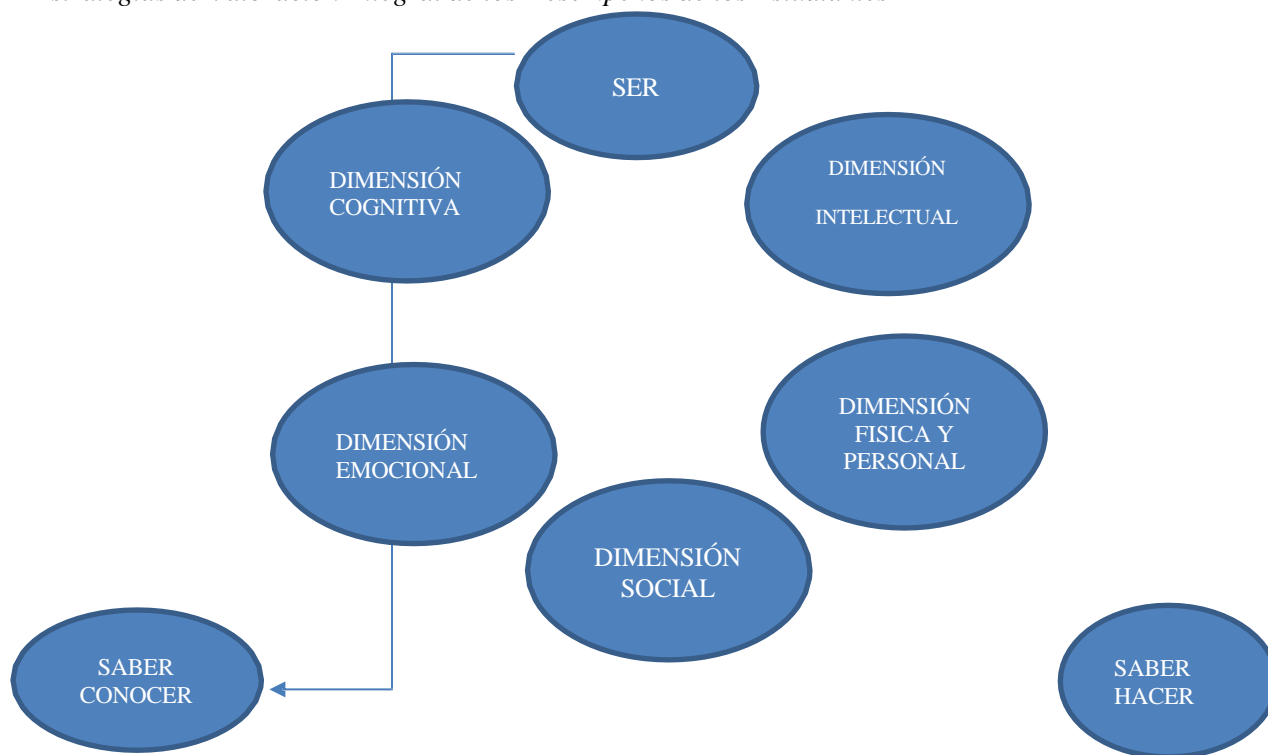 SER
DIMENSIÓN
COGNITIVA
DIMENSIÓN
INTELECTUAL
DIMENSIÓN
EMOCIONAL
DIMENSIÓN
FISICA Y
PERSONAL
DIMENSIÓN
SOCIAL
SABER
CONOCER
SABER
HACER